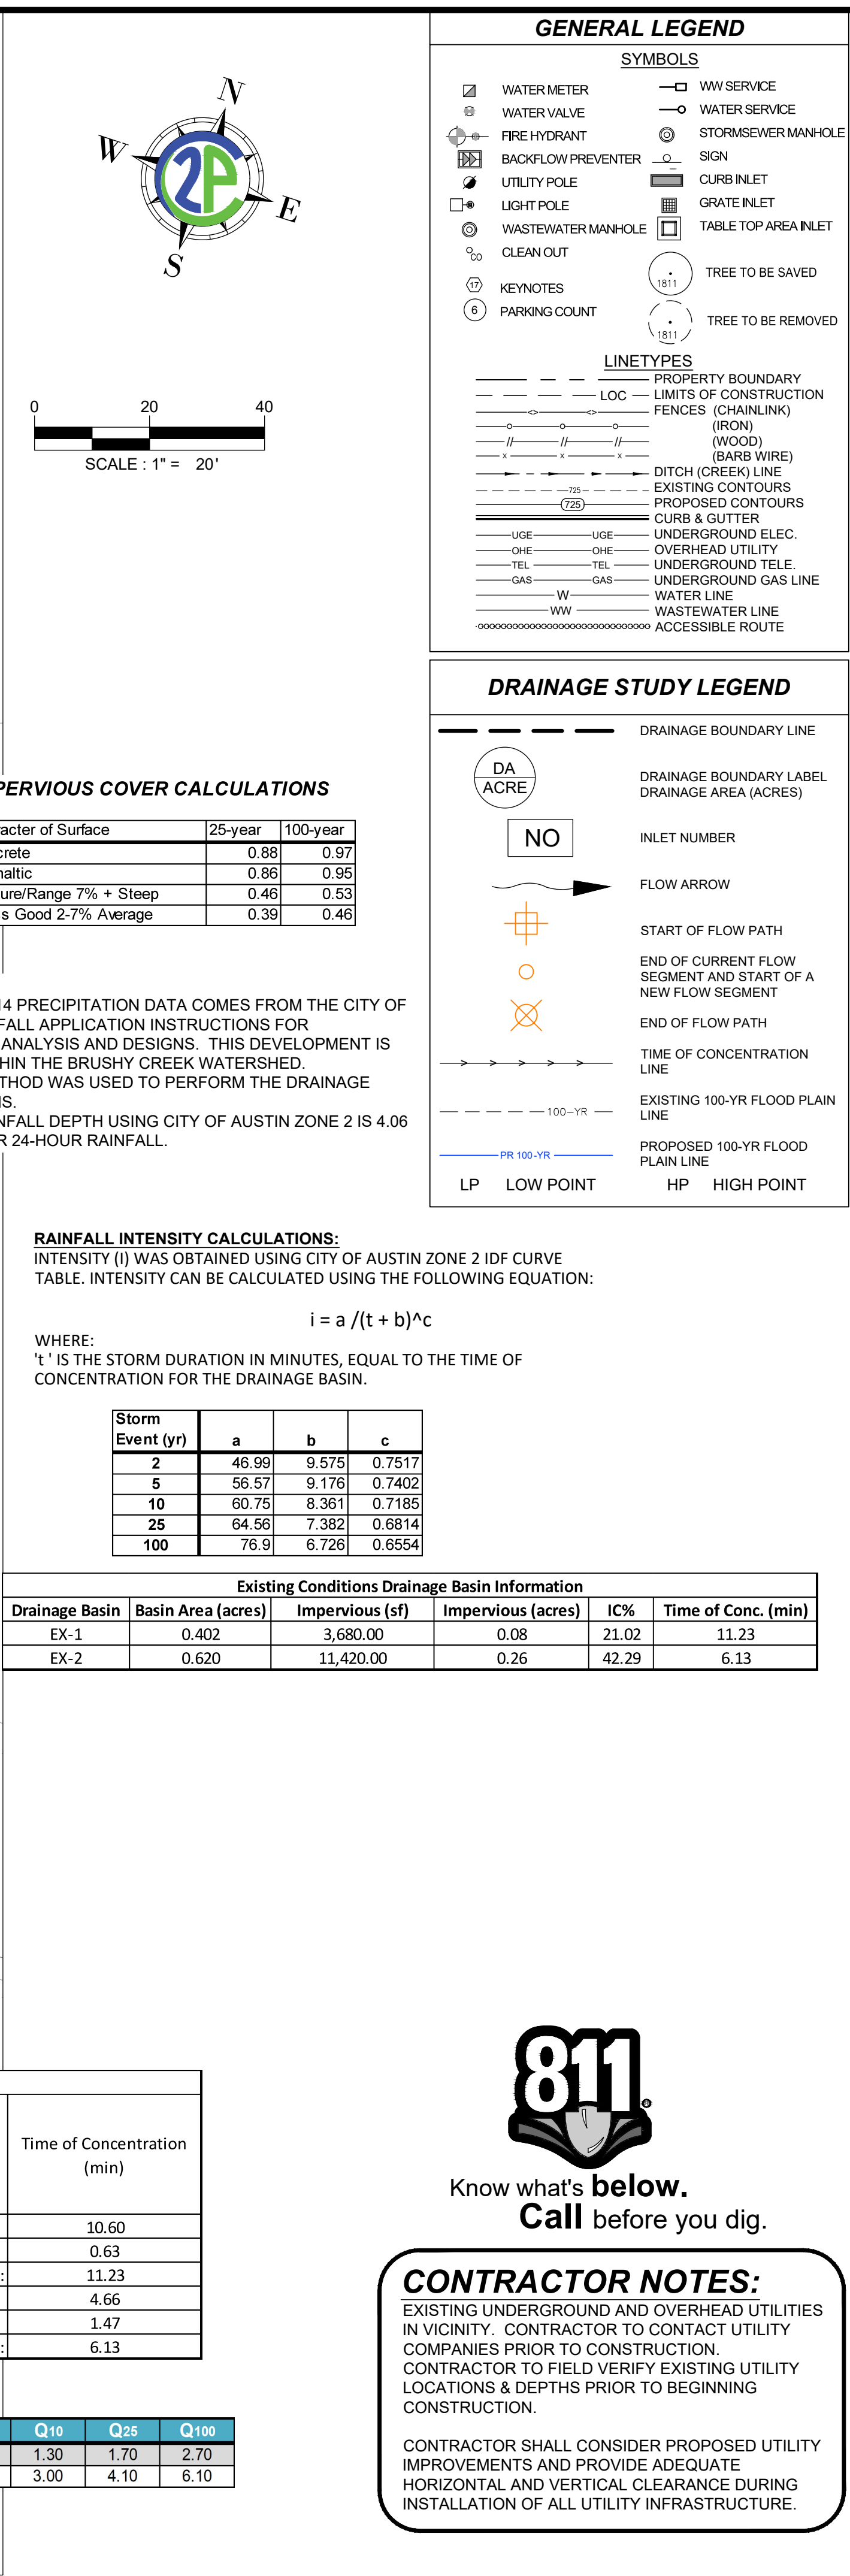 GENERAL LEGEND
SYMBOLS
WATER METER
WATER VALVE
FIRE HYDRANT
BACKFLOW PREVENTER
UTILITY POLE
LIGHT POLE
WASTEWATER MANHOLE
CO CLEAN OUT
17 KEYNOTES
6 PARKING COUNT
WW SERVICE
WATER SERVICE
STORMSEWER MANHOLE
SIGN
CURB INLET
GRATE INLET
TABLE TOP AREA INLET
1811 TREE TO BE SAVED
1811 TREE TO BE REMOVED
N
W
E
S
2P
0 20 40
SCALE : 1" = 20'
LINETYPES
PROPERTY BOUNDARY
LOC LIMITS OF CONSTRUCTION
<> <> FENCES (CHAINLINK)
o o o (IRON)
// // // (WOOD)
x x x (BARB WIRE)
DITCH (CREEK) LINE
725 EXISTING CONTOURS
725 PROPOSED CONTOURS
CURB & GUTTER
UGE UGE UNDERGROUND ELEC.
OHE OHE OVERHEAD UTILITY
TEL TEL UNDERGROUND TELE.
GAS GAS UNDERGROUND GAS LINE
W WATER LINE
WW WASTEWATER LINE
ACCESSIBLE ROUTE
DRAINAGE STUDY LEGEND
DRAINAGE BOUNDARY LINE
DA
ACRE
DRAINAGE BOUNDARY LABEL
DRAINAGE AREA (ACRES)
NO INLET NUMBER
FLOW ARROW
START OF FLOW PATH
END OF CURRENT FLOW
SEGMENT AND START OF A
NEW FLOW SEGMENT
END OF FLOW PATH
TIME OF CONCENTRATION
LINE
100-YR EXISTING 100-YR FLOOD PLAIN
LINE
PR 100-YR PROPOSED 100-YR FLOOD
PLAIN LINE
LP LOW POINT HP HIGH POINT
PERVIOUS COVER CALCULATIONS
racter of Surface 25-year 100-year
crete 0.88 0.97
haltic 0.86 0.95
ure/Range 7% + Steep 0.46 0.53
s Good 2-7% Average 0.39 0.46
14 PRECIPITATION DATA COMES FROM THE CITY OF
FALL APPLICATION INSTRUCTIONS FOR
ANALYSIS AND DESIGNS. THIS DEVELOPMENT IS
HIN THE BRUSHY CREEK WATERSHED.
THOD WAS USED TO PERFORM THE DRAINAGE
NS.
NFALL DEPTH USING CITY OF AUSTIN ZONE 2 IS 4.06
R 24-HOUR RAINFALL.
RAINFALL INTENSITY CALCULATIONS:
INTENSITY (I) WAS OBTAINED USING CITY OF AUSTIN ZONE 2 IDF CURVE
TABLE. INTENSITY CAN BE CALCULATED USING THE FOLLOWING EQUATION:
i = a /(t + b)^c
WHERE:
't ' IS THE STORM DURATION IN MINUTES, EQUAL TO THE TIME OF
CONCENTRATION FOR THE DRAINAGE BASIN.
Storm
Event (yr) a b c
2 46.99 9.575 0.7517
5 56.57 9.176 0.7402
10 60.75 8.361 0.7185
25 64.56 7.382 0.6814
100 76.9 6.726 0.6554
Existing Conditions Drainage Basin Information
Drainage Basin Basin Area (acres) Impervious (sf) Impervious (acres) IC% Time of Conc. (min)
EX-1 0.402 3,680.00 0.08 21.02 11.23
EX-2 0.620 11,420.00 0.26 42.29 6.13
Time of Concentration
(min)
10.60
0.63
: 11.23
4.66
1.47
: 6.13
Q10 Q25 Q100
1.30 1.70 2.70
3.00 4.10 6.10
811
Know what's below.
Call before you dig.
CONTRACTOR NOTES:
EXISTING UNDERGROUND AND OVERHEAD UTILITIES
IN VICINITY. CONTRACTOR TO CONTACT UTILITY
COMPANIES PRIOR TO CONSTRUCTION.
CONTRACTOR TO FIELD VERIFY EXISTING UTILITY
LOCATIONS & DEPTHS PRIOR TO BEGINNING
CONSTRUCTION.
CONTRACTOR SHALL CONSIDER PROPOSED UTILITY
IMPROVEMENTS AND PROVIDE ADEQUATE
HORIZONTAL AND VERTICAL CLEARANCE DURING
INSTALLATION OF ALL UTILITY INFRASTRUCTURE.